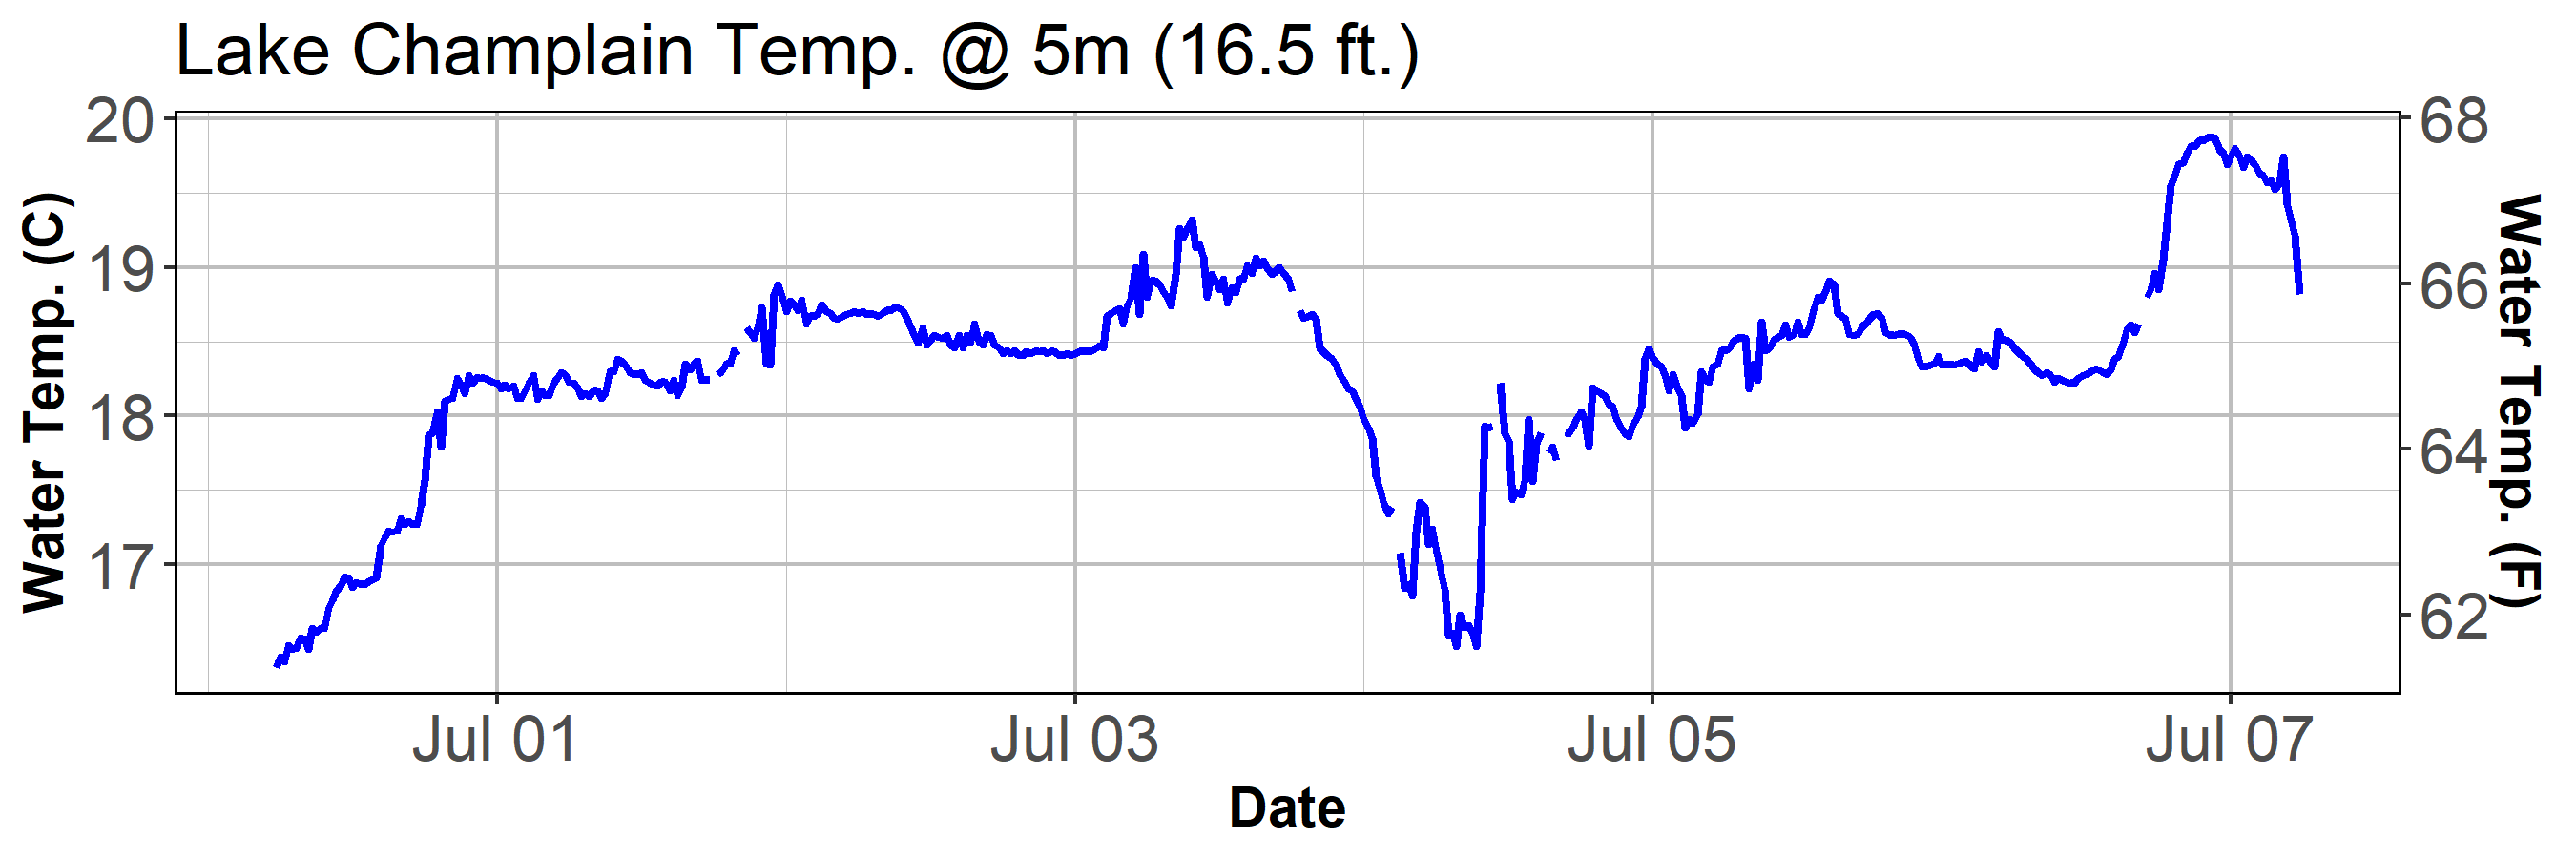 Lake Champlain Temp. @ 5m (16.5 ft.)
20
19
18
17
Water Temp. (C)
68
66
64
62
Water Temp. (F)
Jul 01
Jul 03
Jul 05
Jul 07
Date